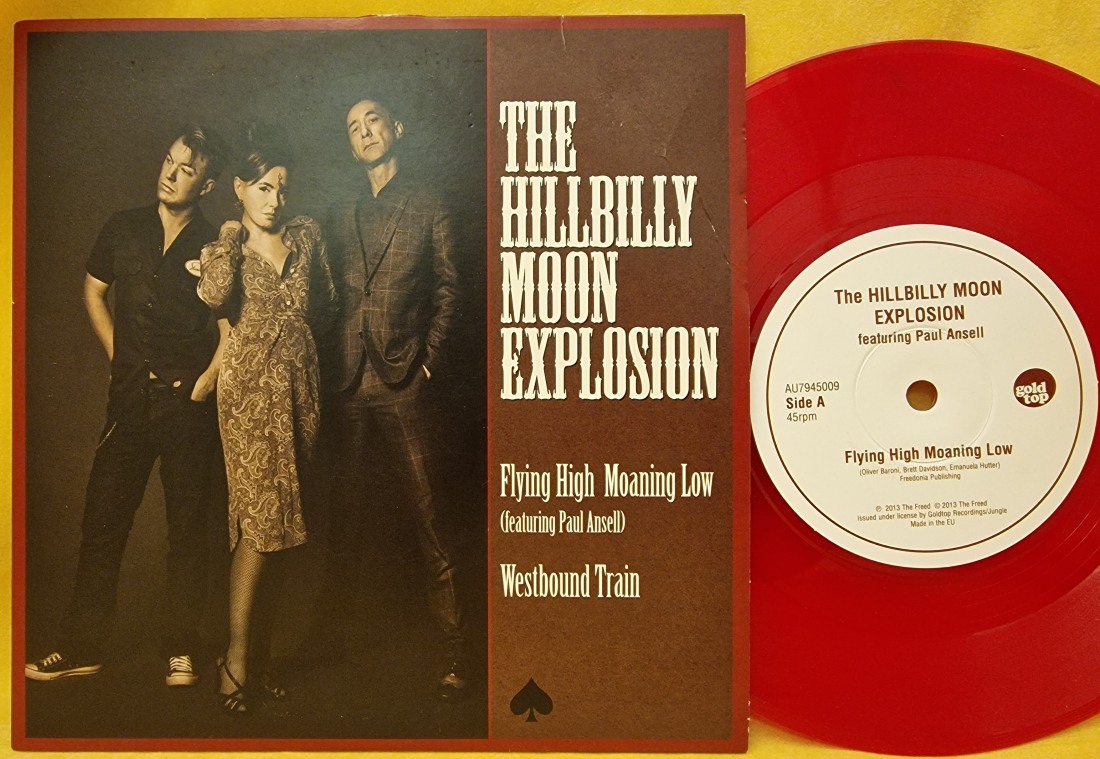 THE
HILLBILLY
MOON
EXPLOSION
Flying High Moaning Low
(featuring Paul Ansell)
Westbound Train
The HILLBILLY MOON
EXPLOSION
featuring Paul Ansell
AU7945009
Side A
45rpm
gold
top
Flying High Moaning Low
(Oliver Baroni, Brett Davidson, Emanuela Hutter)
Freedonia Publishing
℗ 2013 The Freed © 2013 The Freed
Issued under license by Goldtop Recordings/Jungle
Made in the EU